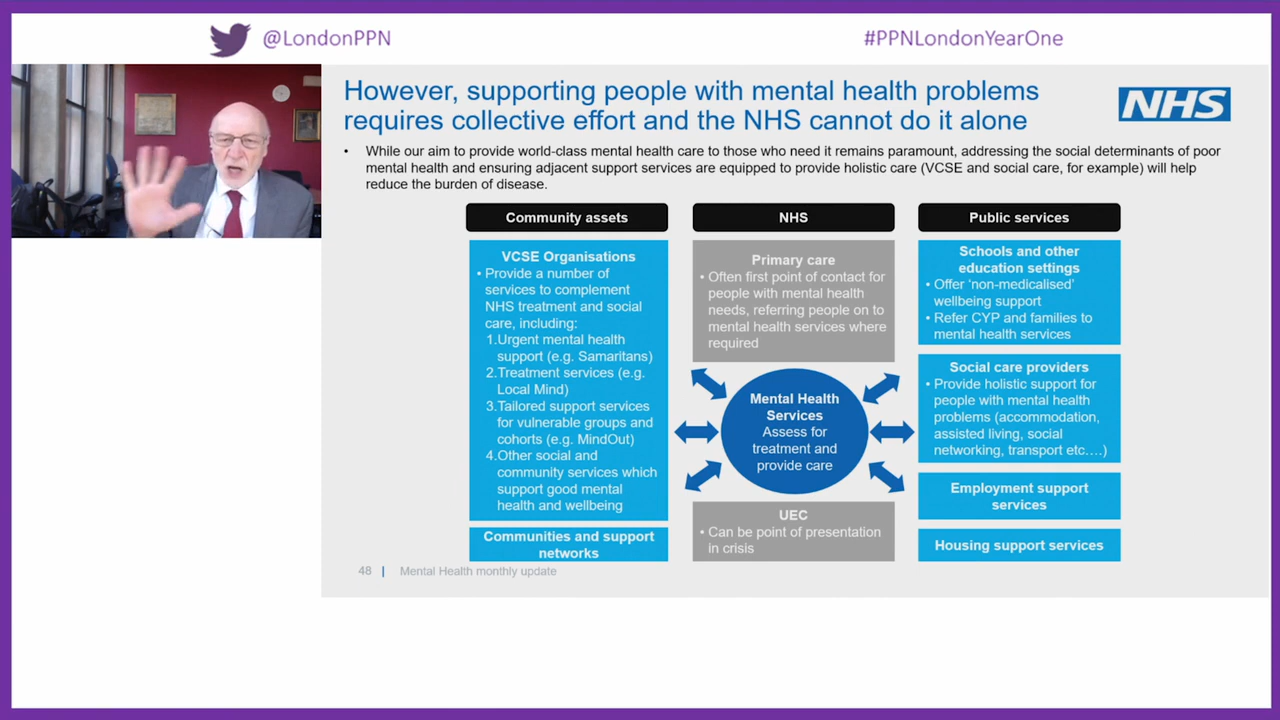 @LondonPPN
#PPNLondonYearOne
However, supporting people with mental health problems
requires collective effort and the NHS cannot do it alone
NHS
• While our aim to provide world-class mental health care to those who need it remains paramount, addressing the social determinants of poor
mental health and ensuring adjacent support services are equipped to provide holistic care (VCSE and social care, for example) will help
reduce the burden of disease.
Community assets
VCSE Organisations
• Provide a number of
services to complement
NHS treatment and social
care, including:
1.Urgent mental health
support (e.g. Samaritans)
2.Treatment services (e.g.
Local Mind)
3.Tailored support services
for vulnerable groups and
cohorts (e.g. MindOut)
4.Other social and
community services which
support good mental
health and wellbeing
Communities and support
networks
NHS
Primary care
• Often first point of contact for
people with mental health
needs, referring people on to
mental health services where
required
Mental Health
Services
Assess for
treatment and
provide care
UEC
• Can be point of presentation
in crisis
Public services
Schools and other
education settings
• Offer ‘non-medicalised’
wellbeing support
• Refer CYP and families to
mental health services
Social care providers
• Provide holistic support for
people with mental health
problems (accommodation,
assisted living, social
networking, transport etc….)
Employment support
services
Housing support services
48 | Mental Health monthly update